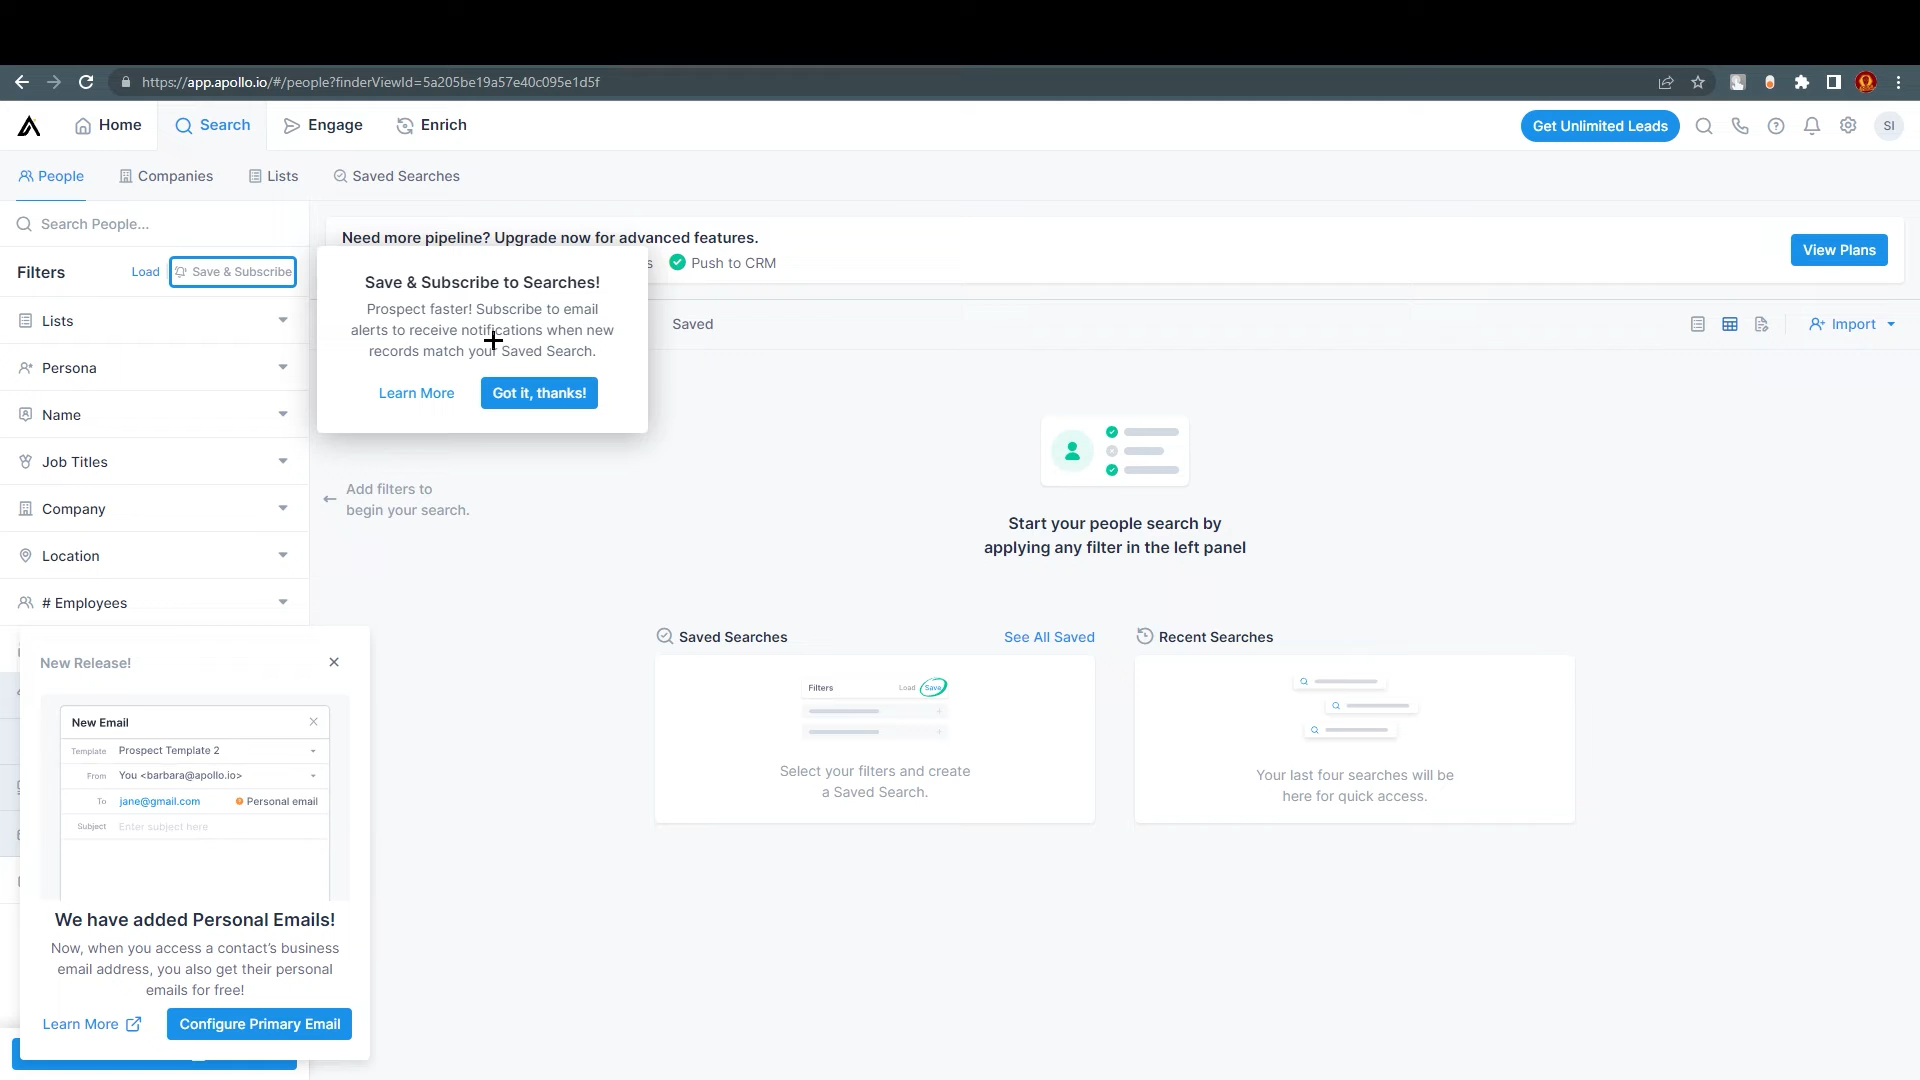 https://app.apollo.io/#/people?finderViewId=5a205be19a57e40c095e1d5f
Home
Search
Engage
Enrich
Get Unlimited Leads
SI
People
Companies
Lists
Saved Searches
Search People...
Need more pipeline? Upgrade now for advanced features.
Push to CRM
View Plans
Filters
Load
Save & Subscribe
Save & Subscribe to Searches!
Prospect faster! Subscribe to email
alerts to receive notifications when new
records match your Saved Search.
Learn More
Got it, thanks!
Saved
Import
Lists
Persona
Name
Job Titles
Company
Location
# Employees
Add filters to
begin your search.
Start your people search by
applying any filter in the left panel
Saved Searches
See All Saved
Filters
Load
Save
Select your filters and create
a Saved Search.
Recent Searches
Your last four searches will be
here for quick access.
New Release!
New Email
Template Prospect Template 2
From You <barbara@apollo.io>
To jane@gmail.com Personal email
Subject Enter subject here
We have added Personal Emails!
Now, when you access a contact's business
email address, you also get their personal
emails for free!
Learn More
Configure Primary Email